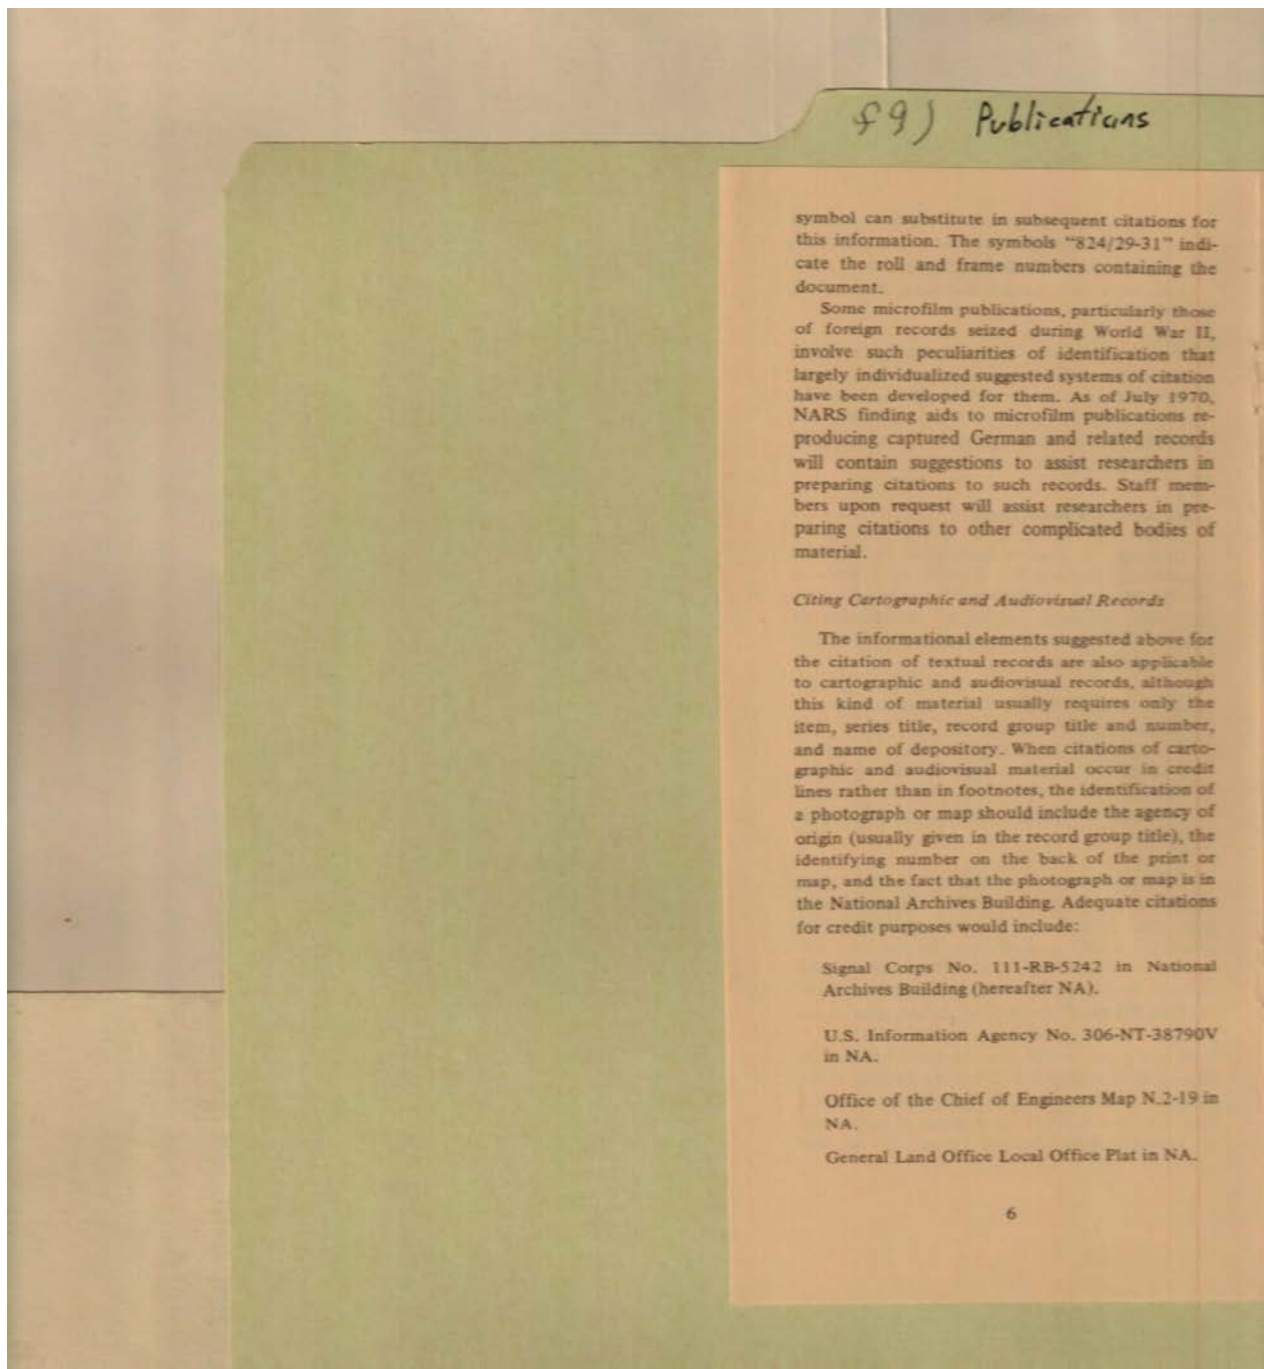 f9) Publications
symbol can substitute in subsequent citations for
this information. The symbols "824/29-31" indi-
cate the roll and frame numbers containing the
document.
Some microfilm publications, particularly those
of foreign records seized during World War II,
involve such peculiarities of identification that
largely individualized suggested systems of citation
have been developed for them. As of July 1970,
NARS finding aids to microfilm publications re-
producing captured German and related records
will contain suggestions to assist researchers in
preparing citations to such records. Staff mem-
bers upon request will assist researchers in pre-
paring citations to other complicated bodies of
material.
Citing Cartographic and Audiovisual Records
The informational elements suggested above for
the citation of textual records are also applicable
to cartographic and audiovisual records, although
this kind of material usually requires only the
item, series title, record group title and number,
and name of depository. When citations of carto-
graphic and audiovisual material occur in credit
lines rather than in footnotes, the identification of
a photograph or map should include the agency of
origin (usually given in the record group title), the
identifying number on the back of the print or
map, and the fact that the photograph or map is in
the National Archives Building. Adequate citations
for credit purposes would include:
Signal Corps No. 111-RB-5242 in National
Archives Building (hereafter NA).
U.S. Information Agency No. 306-NT-38790V
in NA.
Office of the Chief of Engineers Map N.2-19 in
NA.
General Land Office Local Office Plat in NA.
6